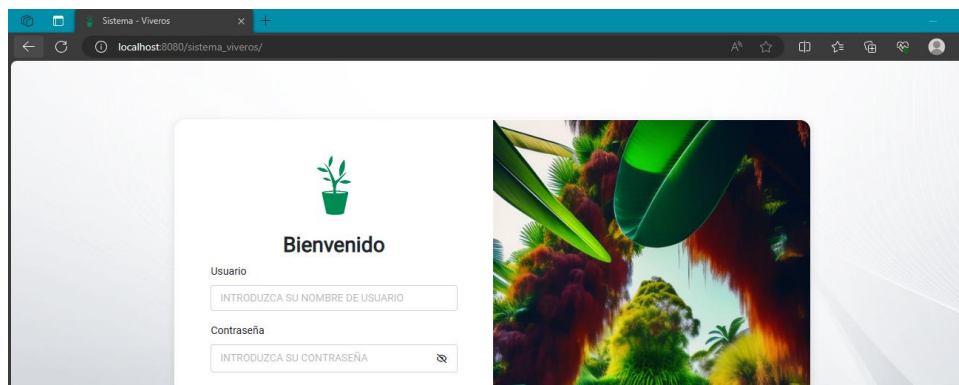 Sistema - Viveros
localhost:8080/sistema_viveros/
Bienvenido
Usuario
INTRODUZCA SU NOMBRE DE USUARIO
Contraseña
INTRODUZCA SU CONTRASEÑA